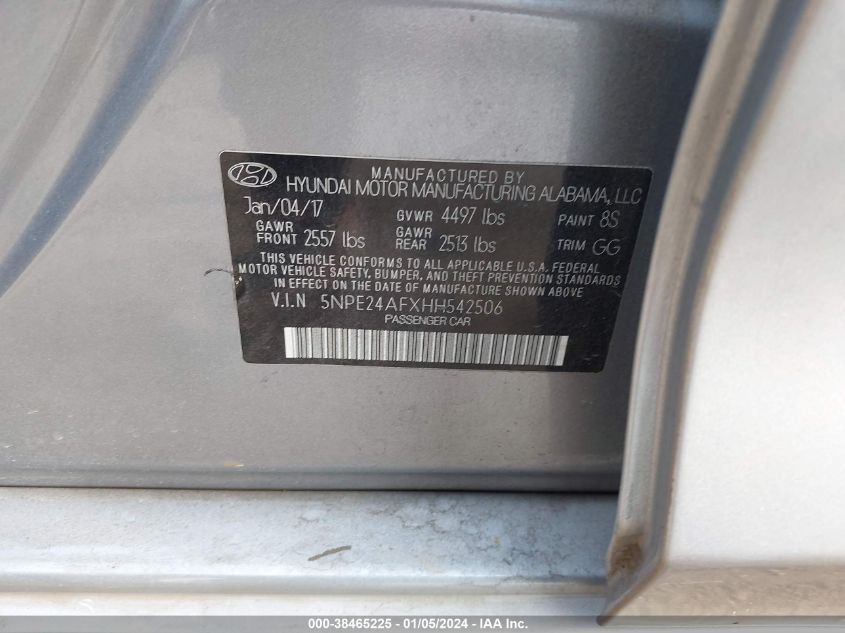 MANUFACTURED BY
HYUNDAI MOTOR MANUFACTURING ALABAMA, LLC
Jan/04/17 GVWR 4497 lbs PAINT 8S
GAWR FRONT 2557 lbs GAWR REAR 2513 lbs TRIM GG
THIS VEHICLE CONFORMS TO ALL APPLICABLE U.S.A. FEDERAL
MOTOR VEHICLE SAFETY, BUMPER, AND THEFT PREVENTION STANDARDS
IN EFFECT ON THE DATE OF MANUFACTURE SHOWN ABOVE.
V.I.N 5NPE24AFXHH542506
PASSENGER CAR
000-38465225 - 01/05/2024 - IAA Inc.